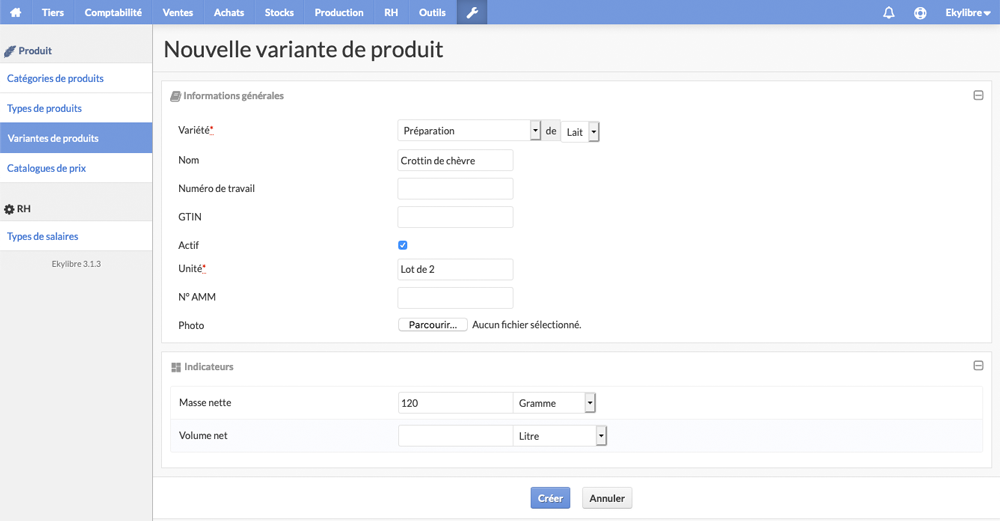 Tiers Comptabilité Ventes Achats Stocks Production RH Outils Ekylibre
Produit
Catégories de produits
Types de produits
Variantes de produits
Catalogues de prix
RH
Types de salaires
Ekylibre 3.1.3
Nouvelle variante de produit
Informations générales
Variété* Préparation de Lait
Nom Crottin de chèvre
Numéro de travail
GTIN
Actif
Unité* Lot de 2
N° AMM
Photo Parcourir... Aucun fichier sélectionné.
Indicateurs
Masse nette 120 Gramme
Volume net Litre
Créer Annuler